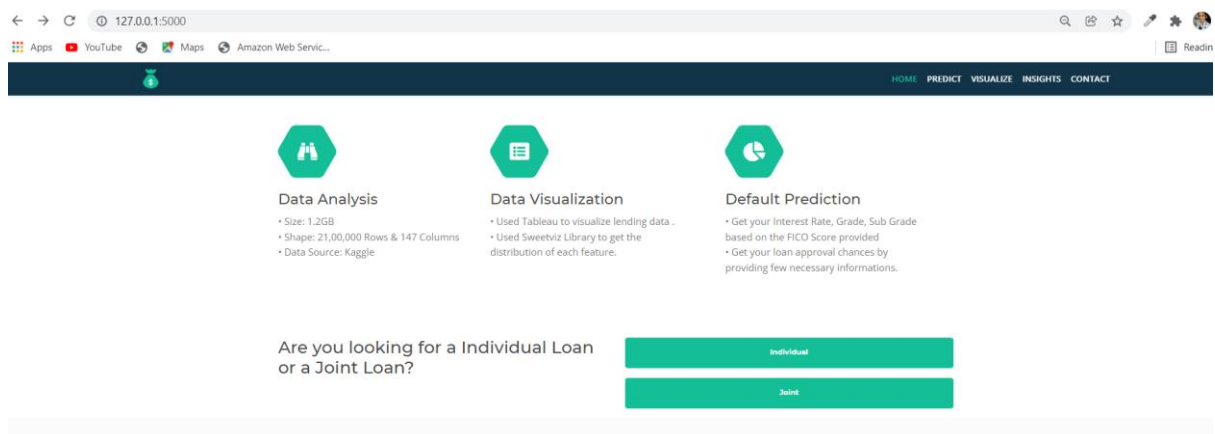 127.0.0.1:5000
Apps YouTube Maps Amazon Web Servic...
Readin
HOME PREDICT VISUALIZE INSIGHTS CONTACT
Data Analysis
• Size: 1.2GB
• Shape: 21,00,000 Rows & 147 Columns
• Data Source: Kaggle
Data Visualization
• Used Tableau to visualize lending data .
• Used Sweetviz Library to get the
distribution of each feature.
Default Prediction
• Get your Interest Rate, Grade, Sub Grade
based on the FICO Score provided
• Get your loan approval chances by
providing few necessary informations.
Are you looking for a Individual Loan
or a Joint Loan?
Individual
Joint